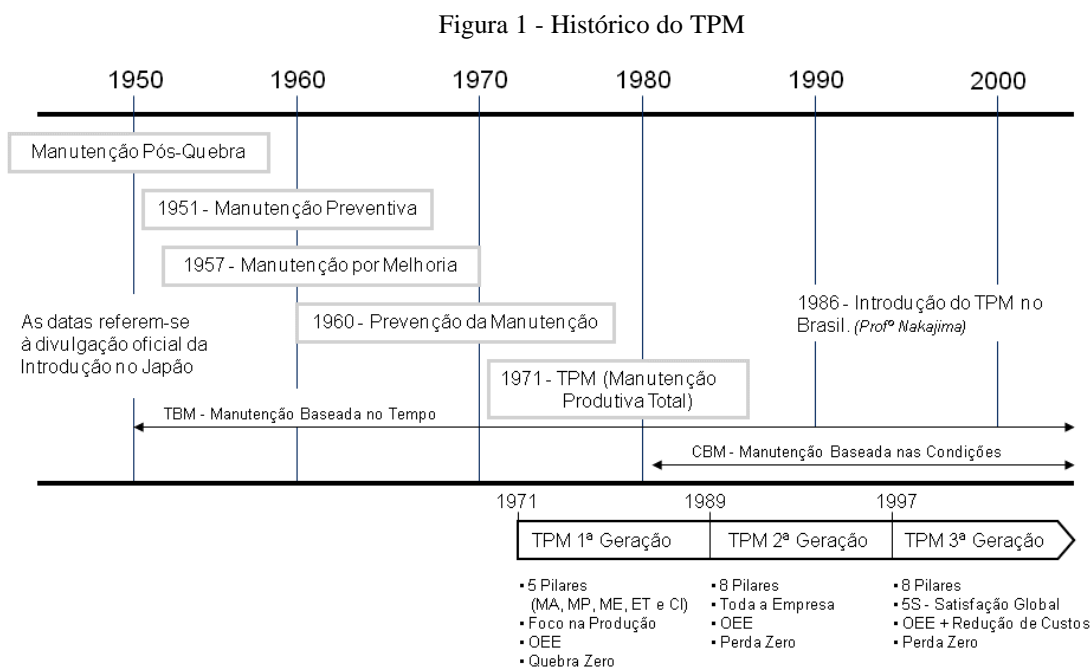 Figura 1 - Histórico do TPM
1950 1960 1970 1980 1990 2000
Manutenção Pós-Quebra
1951 - Manutenção Preventiva
1957 - Manutenção por Melhoria
1960 - Prevenção da Manutenção
As datas referem-se
à divulgação oficial da
Introdução no Japão
1986 - Introdução do TPM no
Brasil. (Profº Nakajima)
1971 - TPM (Manutenção
Produtiva Total)
TBM - Manutenção Baseada no Tempo
CBM - Manutenção Baseada nas Condições
1971 1989 1997
TPM 1ª Geração TPM 2ª Geração TPM 3ª Geração
▪ 5 Pilares
(MA, MP, ME, ET e CI)
▪ Foco na Produção
▪ OEE
▪ Quebra Zero
▪ 8 Pilares
▪ Toda a Empresa
▪ OEE
▪ Perda Zero
▪ 8 Pilares
▪ 5S - Satisfação Global
▪ OEE + Redução de Custos
▪ Perda Zero